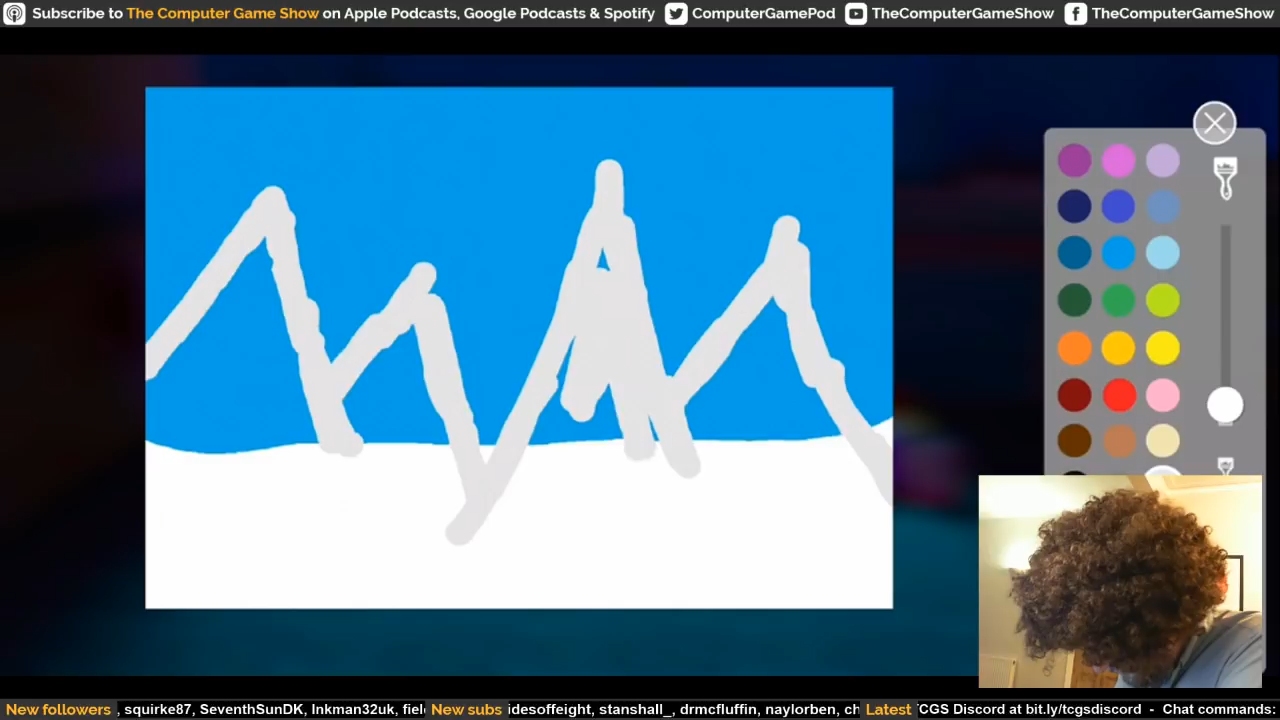 Subscribe to The Computer Game Show on Apple Podcasts, Google Podcasts & Spotify ComputerGamePod TheComputerGameShow TheComputerGameShow
New followers , squirke87, SeventhSunDK, Inkman32uk, New subs idesoffeight, stanshall_, drmcfluffin, naylorben, Latest CGS Discord at bit.ly/tcgsdiscord - Chat commands: